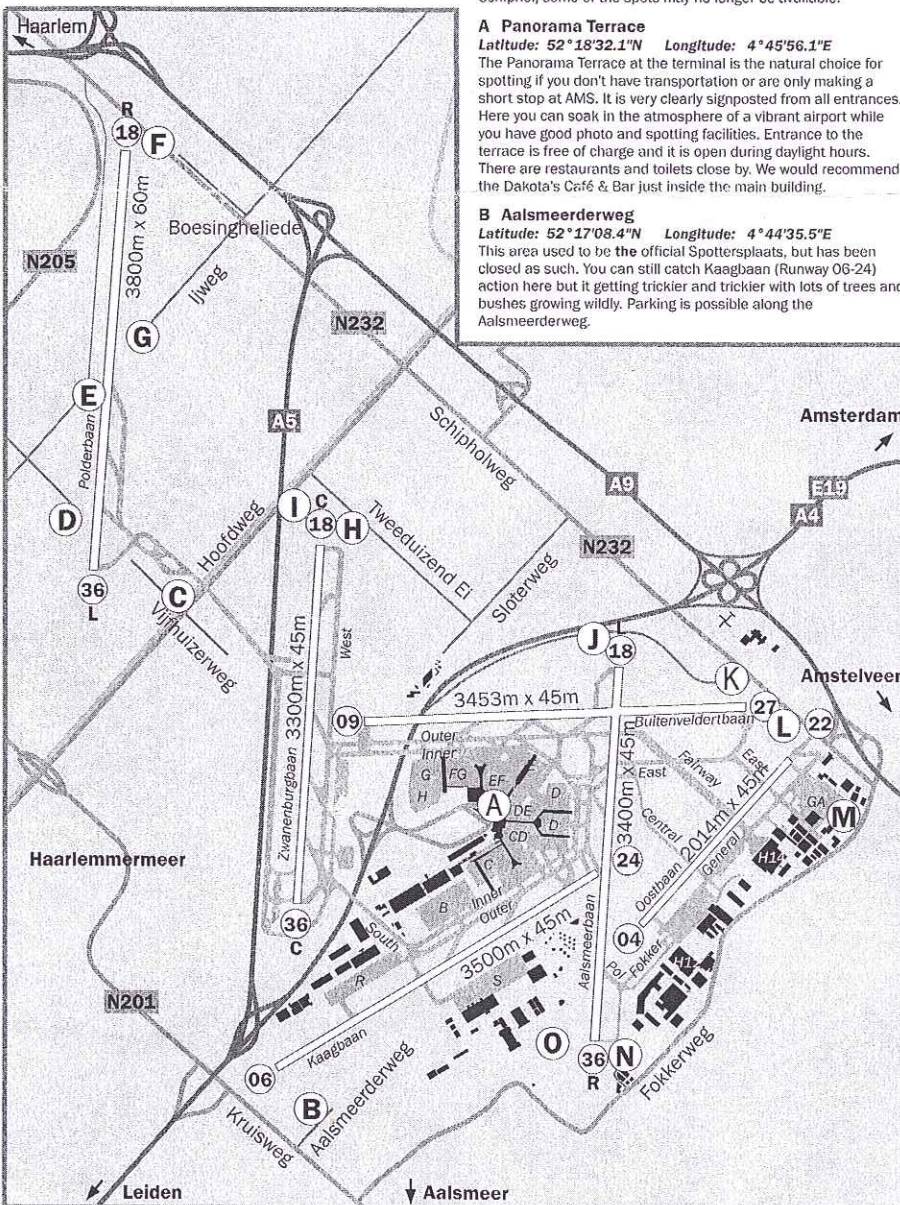 Schiphol, some of the spots may no longer be available.
A Panorama Terrace
Latitude: 52°18'32.1"N Longitude: 4°45'56.1"E
The Panorama Terrace at the terminal is the natural choice for
spotting if you don't have transportation or are only making a
short stop at AMS. It is very clearly signposted from all entrances.
Here you can soak in the atmosphere of a vibrant airport while
you have good photo and spotting facilities. Entrance to the
terrace is free of charge and it is open during daylight hours.
There are restaurants and toilets close by. We would recommend
the Dakota's Café & Bar just inside the main building.
B Aalsmeerderweg
Latitude: 52°17'08.4"N Longitude: 4°44'35.5"E
This area used to be the official Spottersplaats, but has been
closed as such. You can still catch Kaagbaan (Runway 06-24)
action here but it getting trickier and trickier with lots of trees and
bushes growing wildly. Parking is possible along the
Aalsmeerderweg.
Haarlem
R
18
F
3800m x 60m
Boesingheliede
N205
Ijweg
G
N232
E
Polderbaan
A5
Schipholweg
Amsterdam
A9
E19
A4
D
Hoofdweg
I
C
18
H
Tweeduizend El
N232
Sloterweg
36
L
C
Vijfhuizerweg
West
J
L
18
K
Amstelveen
3300m x 45m
Zwanenburgbaan
09
3453m x 45m
Buitenveldertbaan
27
L
22
Outer
Inner
G
FG
EF
H
A
DE
D
D
CD
C
B
Inner
Outer
3400m x 45m
East
Fairway
East
Central
General
GA
M
24
Oostbaan 2014m x 45m
H14
Haarlemmermeer
36
C
South
R
3500m x 45m
S
Aalsmeerbaan
04
Pol
Fokker
H1
N201
Kaagbaan
06
O
36
R
N
Fokkerweg
B
Aalsmeerderweg
Kruisweg
Leiden
Aalsmeer